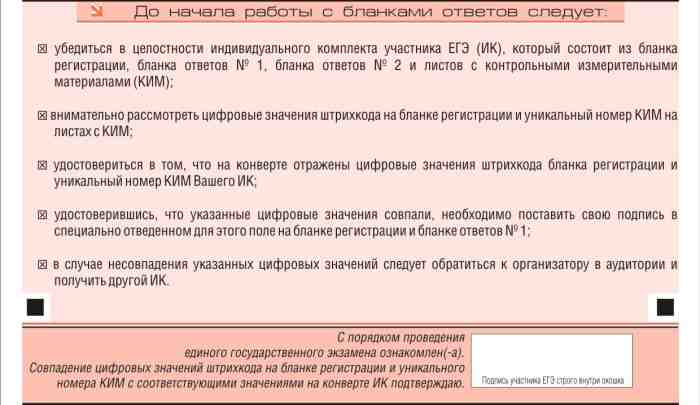 До начала работы с бланками ответов следует:
убедиться в целостности индивидуального комплекта участника ЕГЭ (ИК), который состоит из бланка
регистрации, бланка ответов № 1, бланка ответов № 2 и листов с контрольными измерительными
материалами (КИМ);
внимательно рассмотреть цифровые значения штрихкода на бланке регистрации и уникальный номер КИМ на
листах с КИМ;
удостовериться в том, что на конверте отражены цифровые значения штрихкода бланка регистрации и
уникальный номер КИМ Вашего ИК;
удостоверившись, что указанные цифровые значения совпали, необходимо поставить свою подпись в
специально отведенном для этого поле на бланке регистрации и бланке ответов № 1;
в случае несовпадения указанных цифровых значений следует обратиться к организатору в аудитории и
получить другой ИК.
С порядком проведения
единого государственного экзамена ознакомлен(-а).
Совпадение цифровых значений штрихкода на бланке регистрации и уникального
номера КИМ с соответствующими значениями на конверте ИК подтверждаю.
Подпись участника ЕГЭ строго внутри окошка